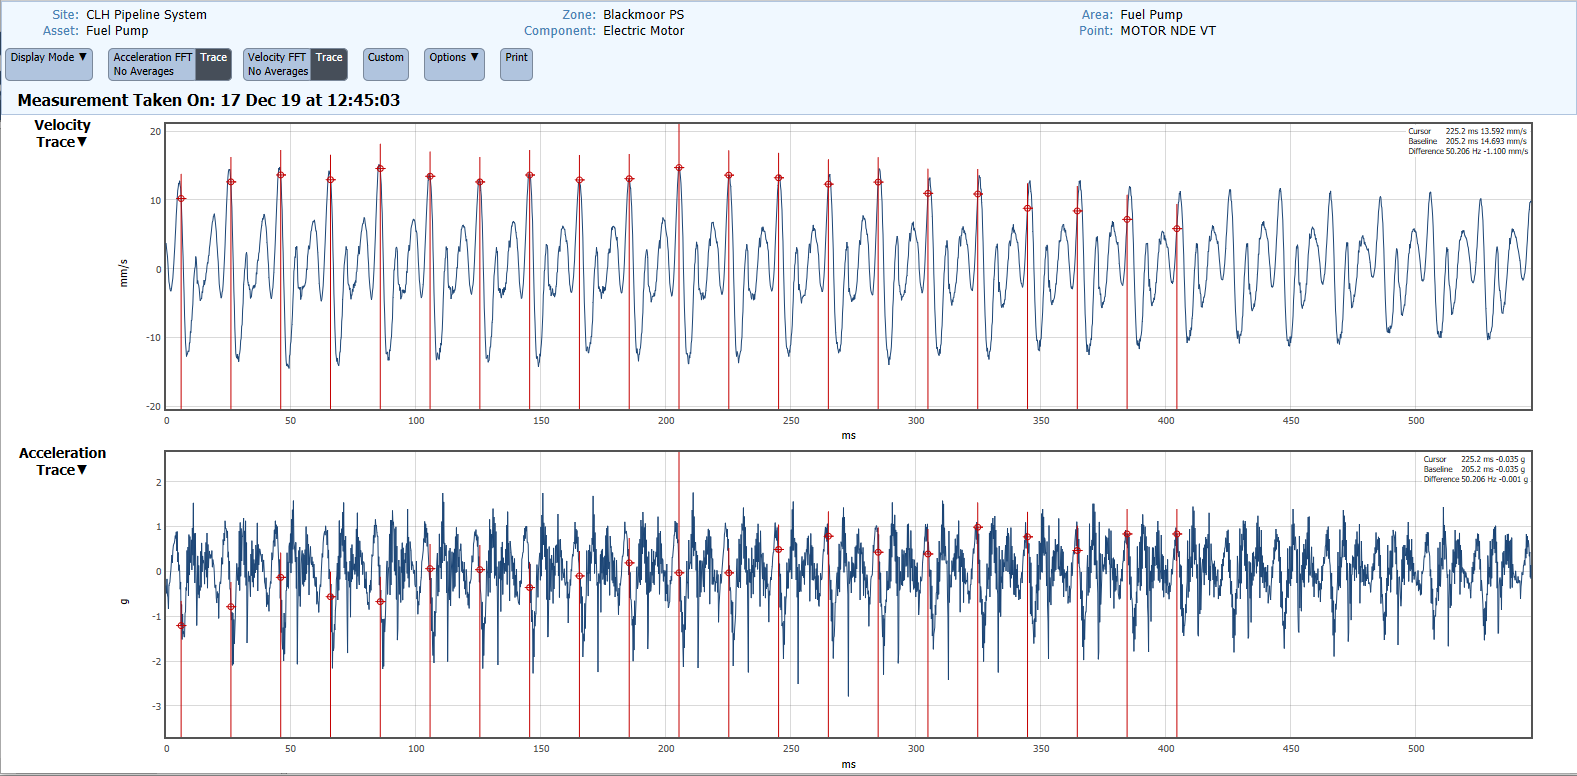 Site: CLH Pipeline System Zone: Blackmoor PS Area: Fuel Pump
Asset: Fuel Pump Component: Electric Motor Point: MOTOR NDE VT
Display Mode ▼ Acceleration FFT Trace Velocity FFT Trace Custom Options ▼ Print
No Averages No Averages
Measurement Taken On: 17 Dec 19 at 12:45:03
Velocity
Trace▼
Cursor 225.2 ms 13.592 mm/s
Baseline 205.2 ms 14.693 mm/s
Difference 50.206 Hz -1.100 mm/s
20
10
0
-10
-20
mm/s
0 50 100 150 200 250 300 350 400 450 500
ms
Acceleration
Trace▼
Cursor 225.2 ms -0.035 g
Baseline 205.2 ms -0.035 g
Difference 50.206 Hz -0.001 g
2
1
0
-1
-2
-3
g
0 50 100 150 200 250 300 350 400 450 500
ms